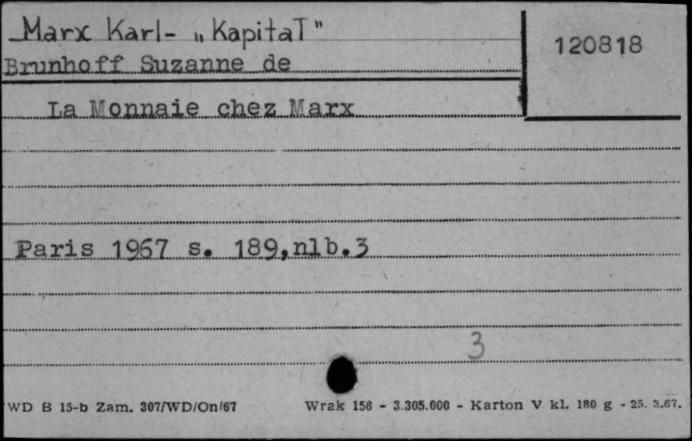 Marx Karl- „Kapitał"
120818
Brunhoff Suzanne de
La Monnaie chez Marx
Paris 1967 s. 189,nlb.3
3
WD B 15-b Zam. 307/WD/On/67 Wrak 156 - 3.305.000 - Karton V kl. 180 g - 25. 3.67.